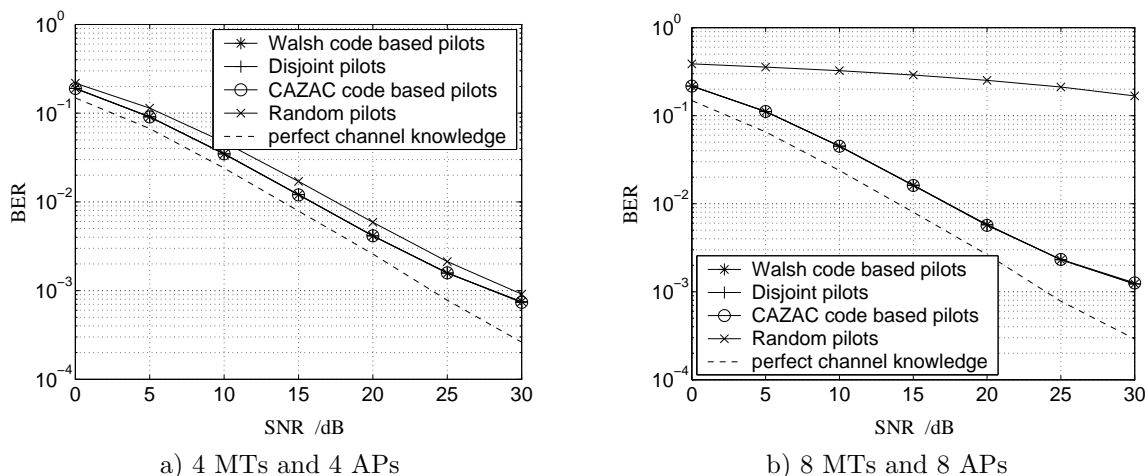 10^0
10^-1
10^-2
10^-3
10^-4
BER
0 5 10 15 20 25 30
SNR /dB
Walsh code based pilots
Disjoint pilots
CAZAC code based pilots
Random pilots
perfect channel knowledge
a) 4 MTs and 4 APs
10^0
10^-1
10^-2
10^-3
10^-4
BER
0 5 10 15 20 25 30
SNR /dB
Walsh code based pilots
Disjoint pilots
CAZAC code based pilots
Random pilots
perfect channel knowledge
b) 8 MTs and 8 APs